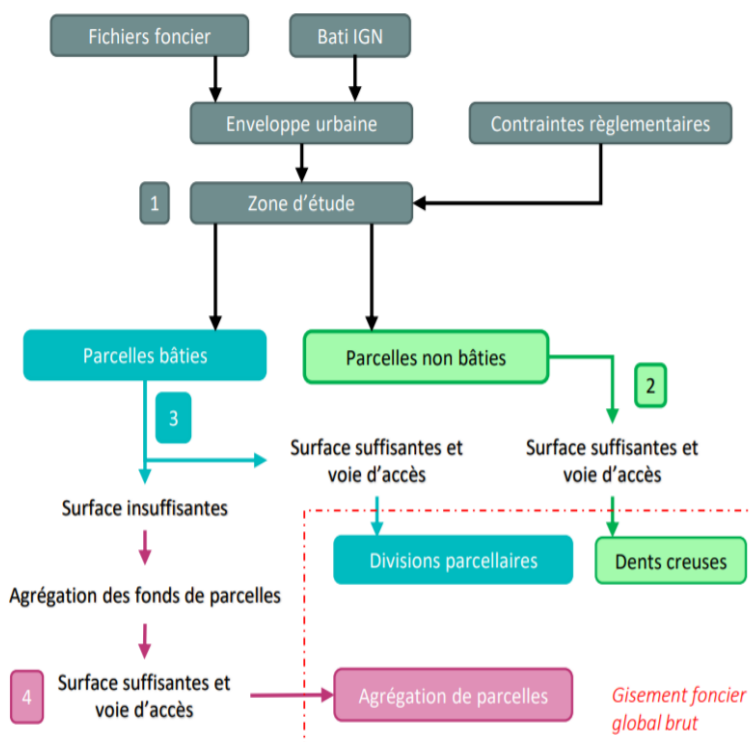 Fichiers foncier
Bati IGN
Enveloppe urbaine
Contraintes règlementaires
1
Zone d'étude
Parcelles bâties
Parcelles non bâties
2
3
Surface suffisantes et
voie d'accès
Surface suffisantes et
voie d'accès
Surface insuffisantes
Divisions parcellaires
Dents creuses
Agrégation des fonds de parcelles
4
Surface suffisantes et
voie d'accès
Agrégation de parcelles
Gisement foncier
global brut